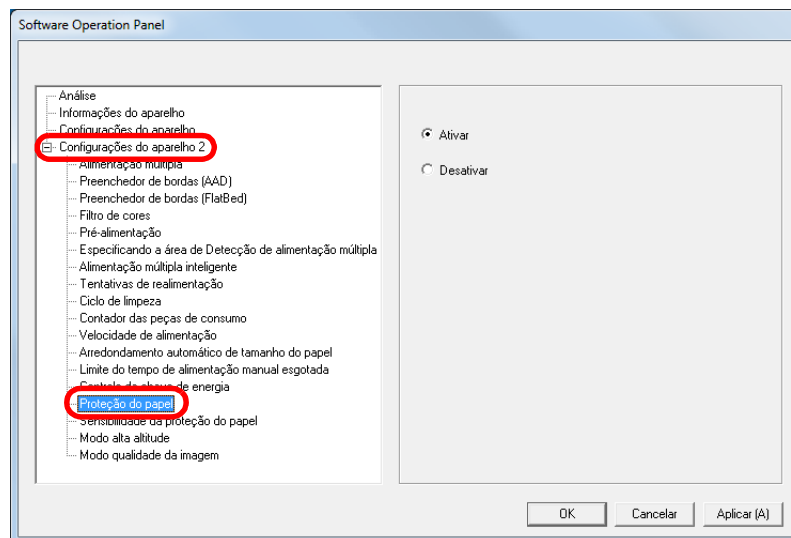 Software Operation Panel
Análise
Informações do aparelho
Configurações do aparelho
Configurações do aparelho 2
Alimentação múltipla
Preenchedor de bordas (AAD)
Preenchedor de bordas (FlatBed)
Filtro de cores
Pré-alimentação
Especificando a área de Detecção de alimentação múltipla
Alimentação múltipla inteligente
Tentativas de realimentação
Ciclo de limpeza
Contador das peças de consumo
Velocidade de alimentação
Arredondamento automático de tamanho do papel
Limite do tempo de alimentação manual esgotada
Controle da chave de energia
Proteção do papel
Sensibilidade da proteção do papel
Modo alta altitude
Modo qualidade da imagem
Ativar
Desativar
OK
Cancelar
Aplicar (A)